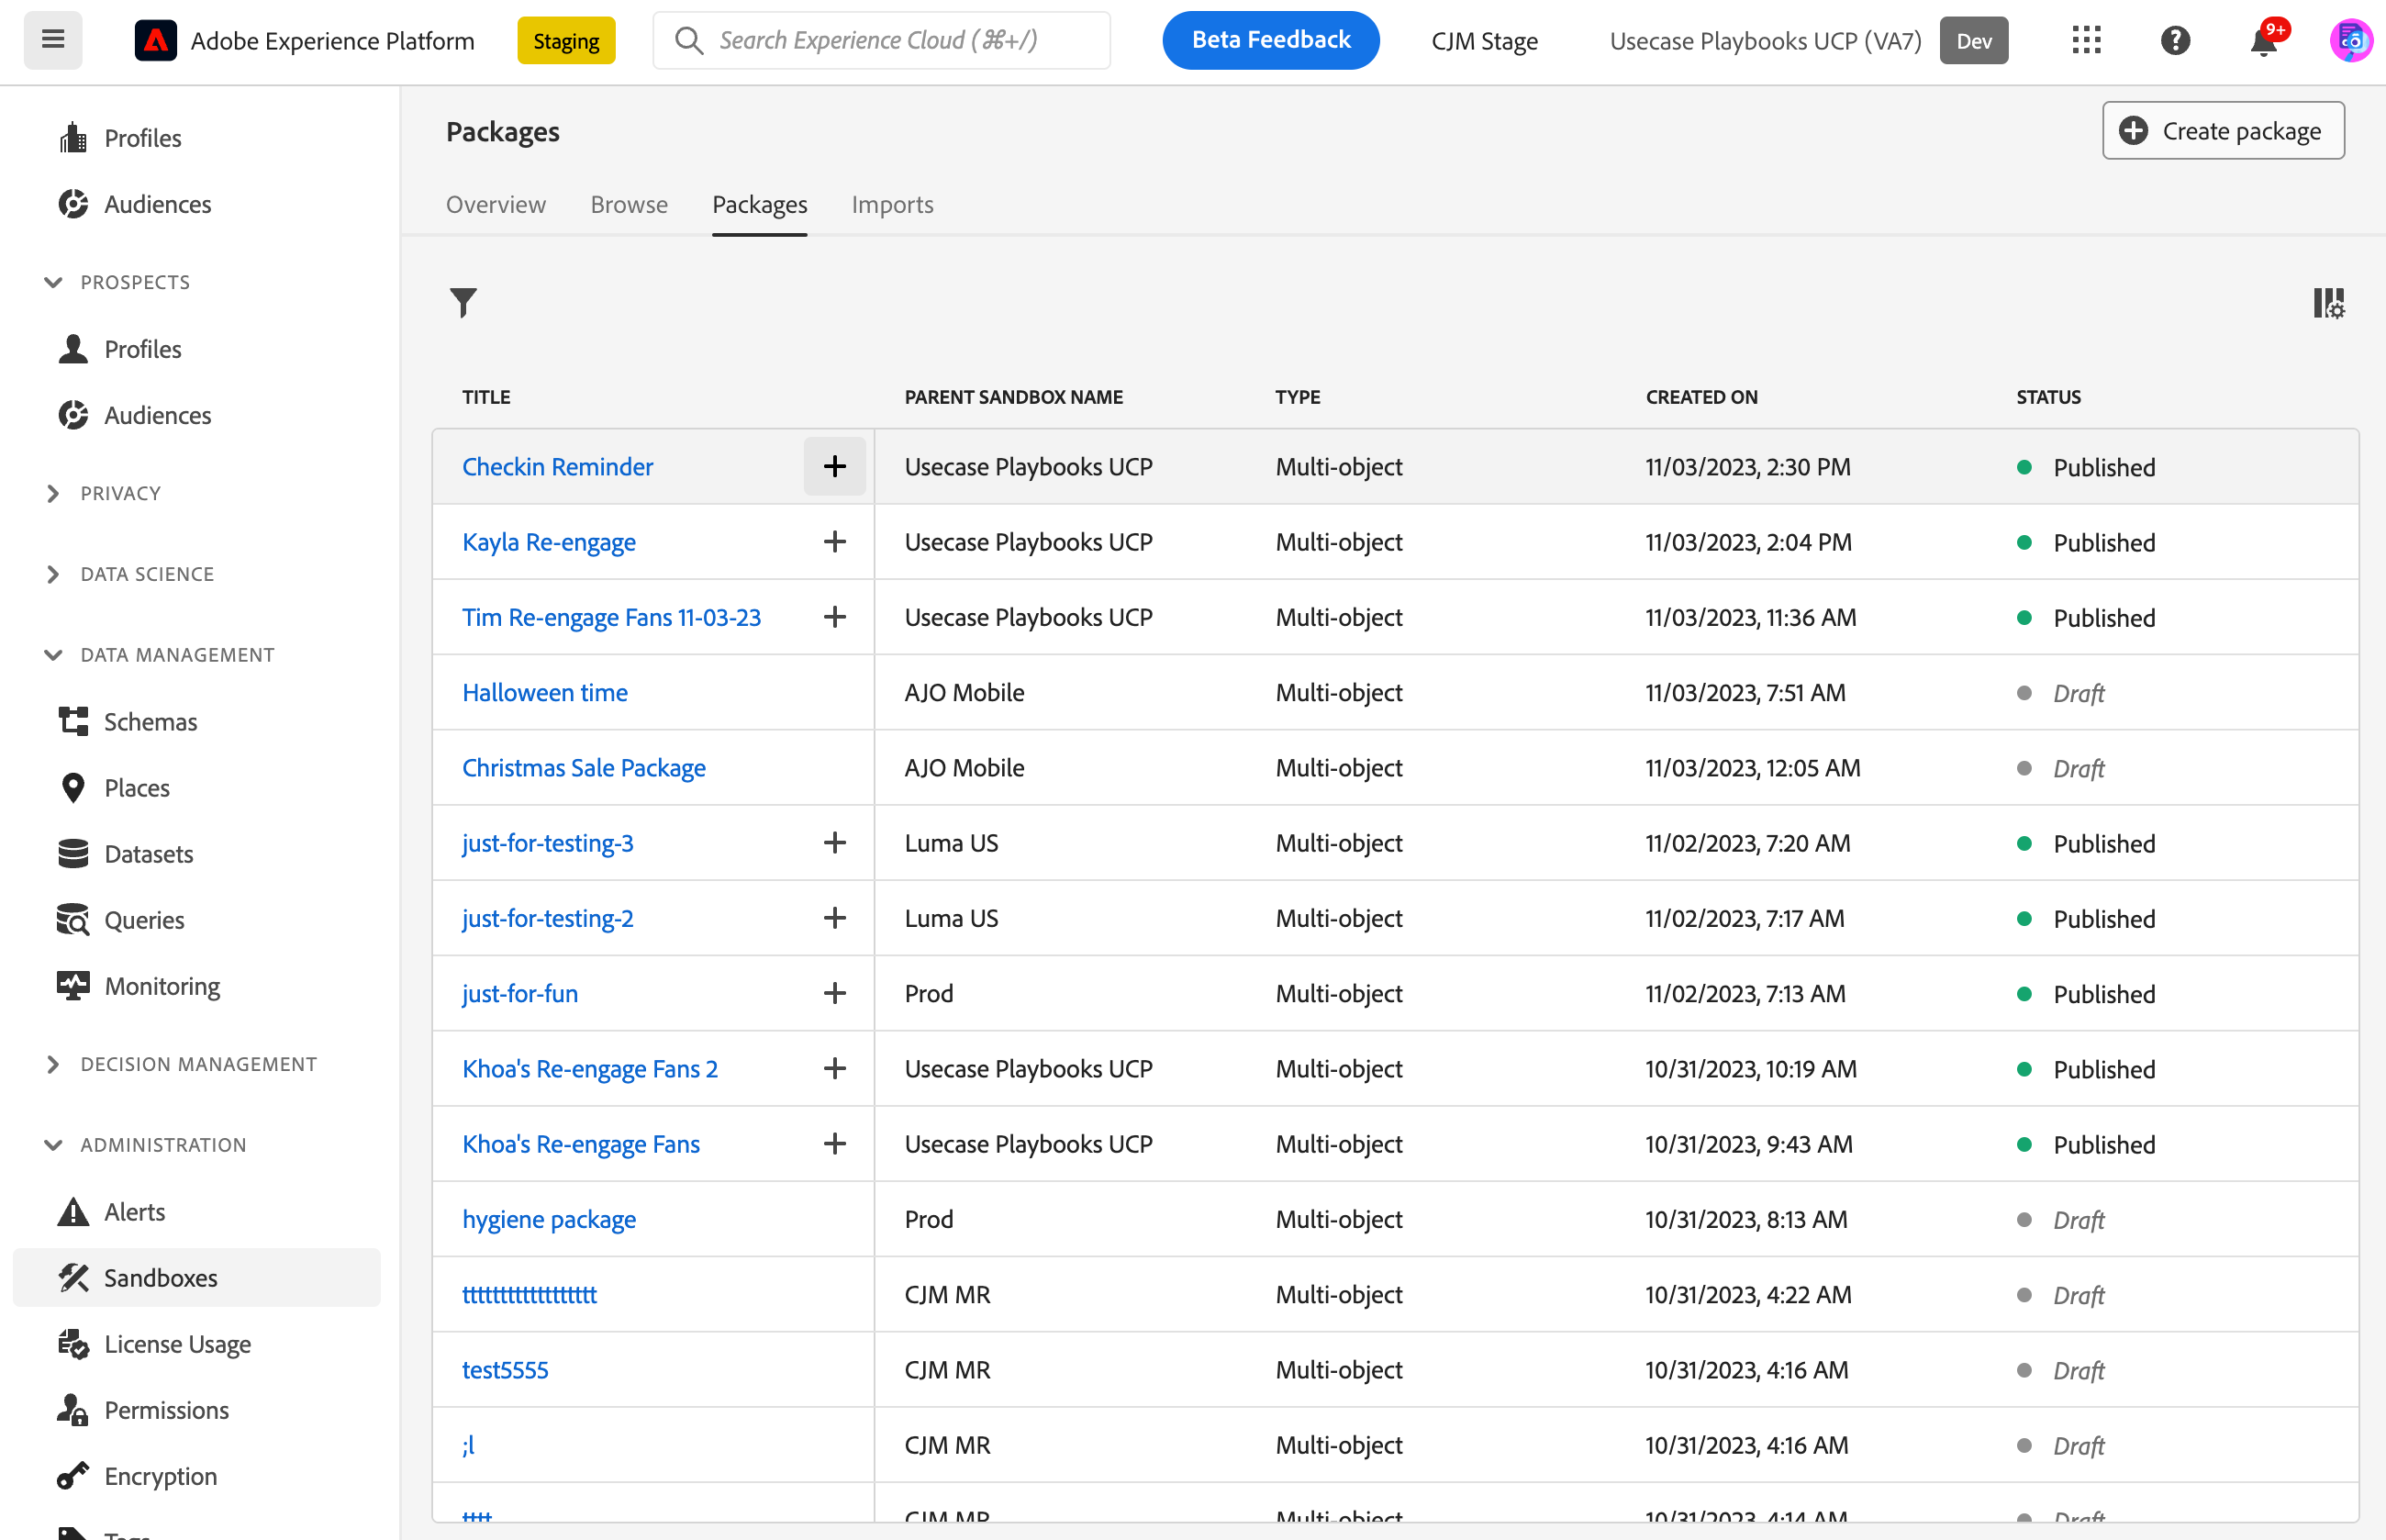 Adobe Experience Platform
Staging
Search Experience Cloud (⌘+/)
Beta Feedback
CJM Stage
Usecase Playbooks UCP (VA7)
Dev
9+
Profiles
Audiences
PROSPECTS
Profiles
Audiences
PRIVACY
DATA SCIENCE
DATA MANAGEMENT
Schemas
Places
Datasets
Queries
Monitoring
DECISION MANAGEMENT
ADMINISTRATION
Alerts
Sandboxes
License Usage
Permissions
Encryption
Tags
Packages
Create package
Overview Browse Packages Imports
TITLE PARENT SANDBOX NAME TYPE CREATED ON STATUS
Checkin Reminder Usecase Playbooks UCP Multi-object 11/03/2023, 2:30 PM Published
Kayla Re-engage Usecase Playbooks UCP Multi-object 11/03/2023, 2:04 PM Published
Tim Re-engage Fans 11-03-23 Usecase Playbooks UCP Multi-object 11/03/2023, 11:36 AM Published
Halloween time AJO Mobile Multi-object 11/03/2023, 7:51 AM Draft
Christmas Sale Package AJO Mobile Multi-object 11/03/2023, 12:05 AM Draft
just-for-testing-3 Luma US Multi-object 11/02/2023, 7:20 AM Published
just-for-testing-2 Luma US Multi-object 11/02/2023, 7:17 AM Published
just-for-fun Prod Multi-object 11/02/2023, 7:13 AM Published
Khoa's Re-engage Fans 2 Usecase Playbooks UCP Multi-object 10/31/2023, 10:19 AM Published
Khoa's Re-engage Fans Usecase Playbooks UCP Multi-object 10/31/2023, 9:43 AM Published
hygiene package Prod Multi-object 10/31/2023, 8:13 AM Draft
tttttttttttttttttt CJM MR Multi-object 10/31/2023, 4:22 AM Draft
test5555 CJM MR Multi-object 10/31/2023, 4:16 AM Draft
;l CJM MR Multi-object 10/31/2023, 4:16 AM Draft
tttt CJM MR Multi-object 10/31/2023, 4:14 AM Draft